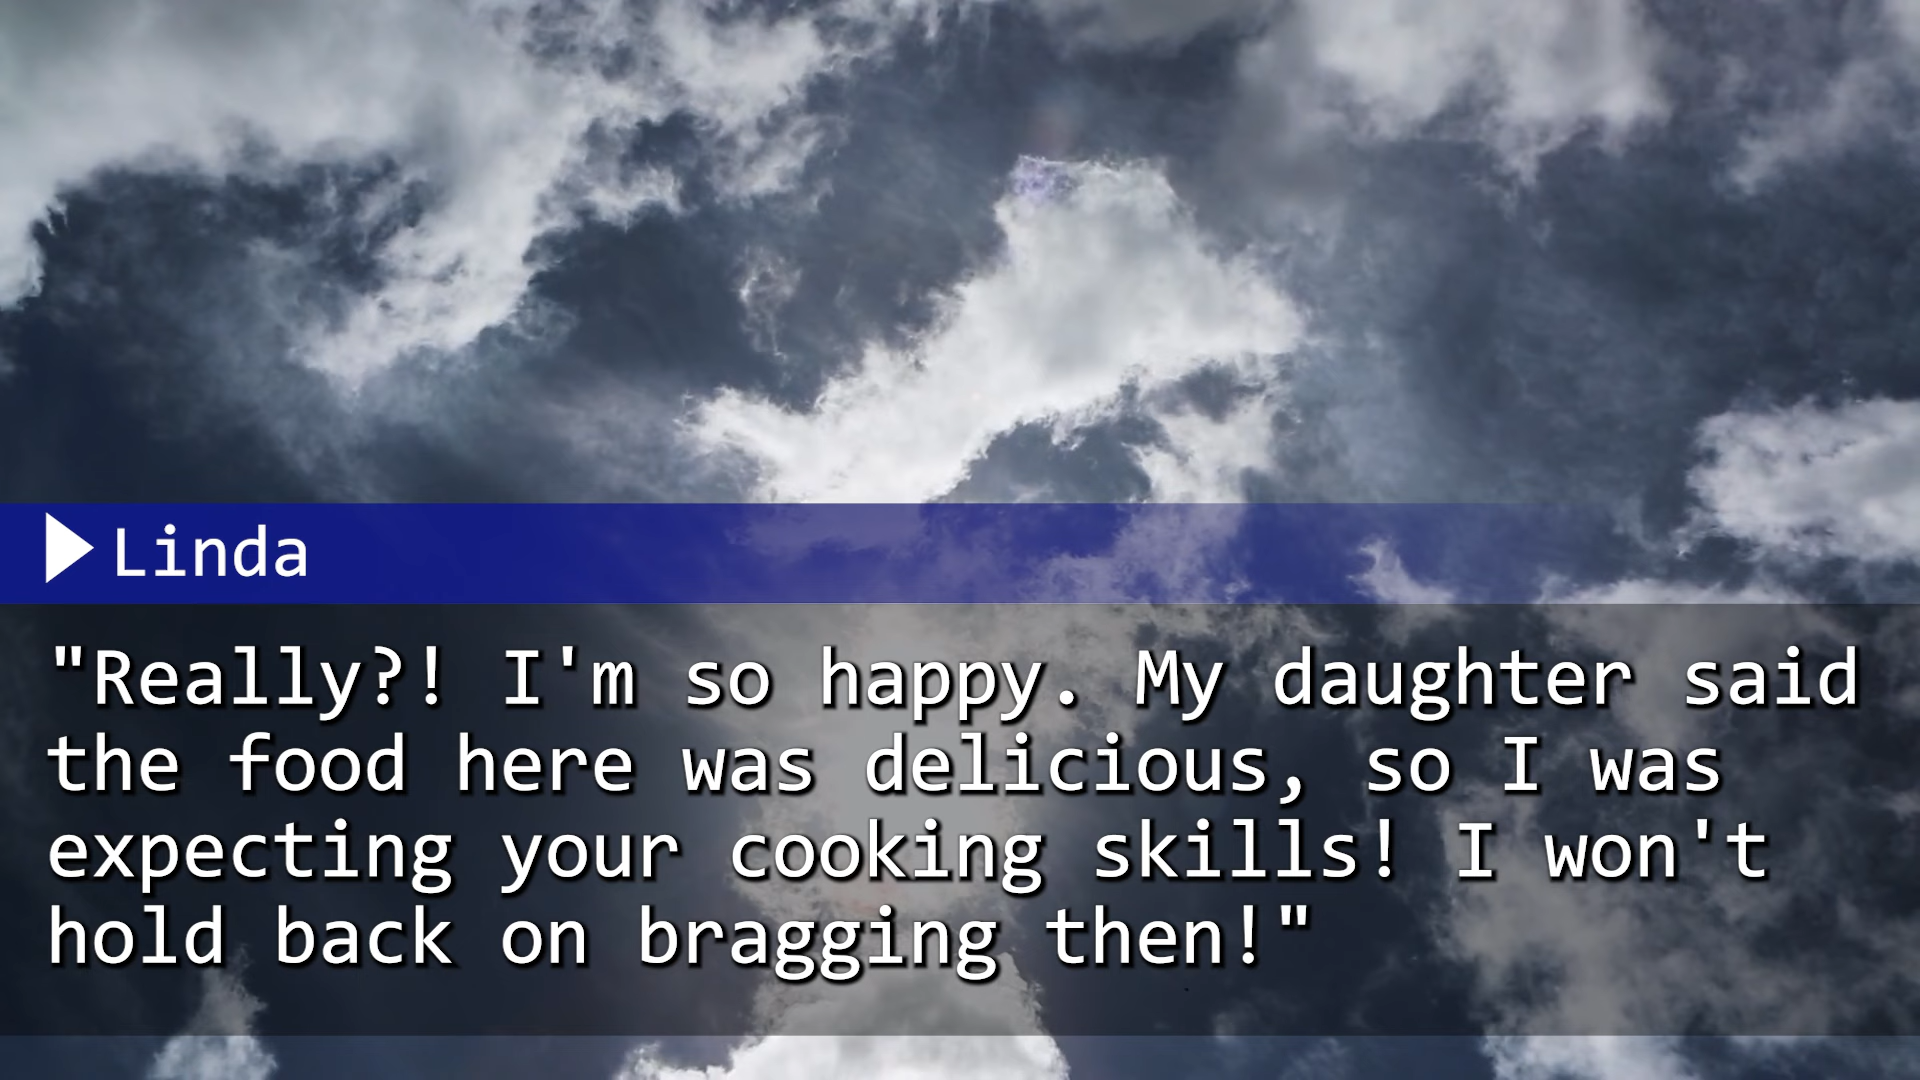 Linda
"Really?! I'm so happy. My daughter said
the food here was delicious, so I was
expecting your cooking skills! I won't
hold back on bragging then!"